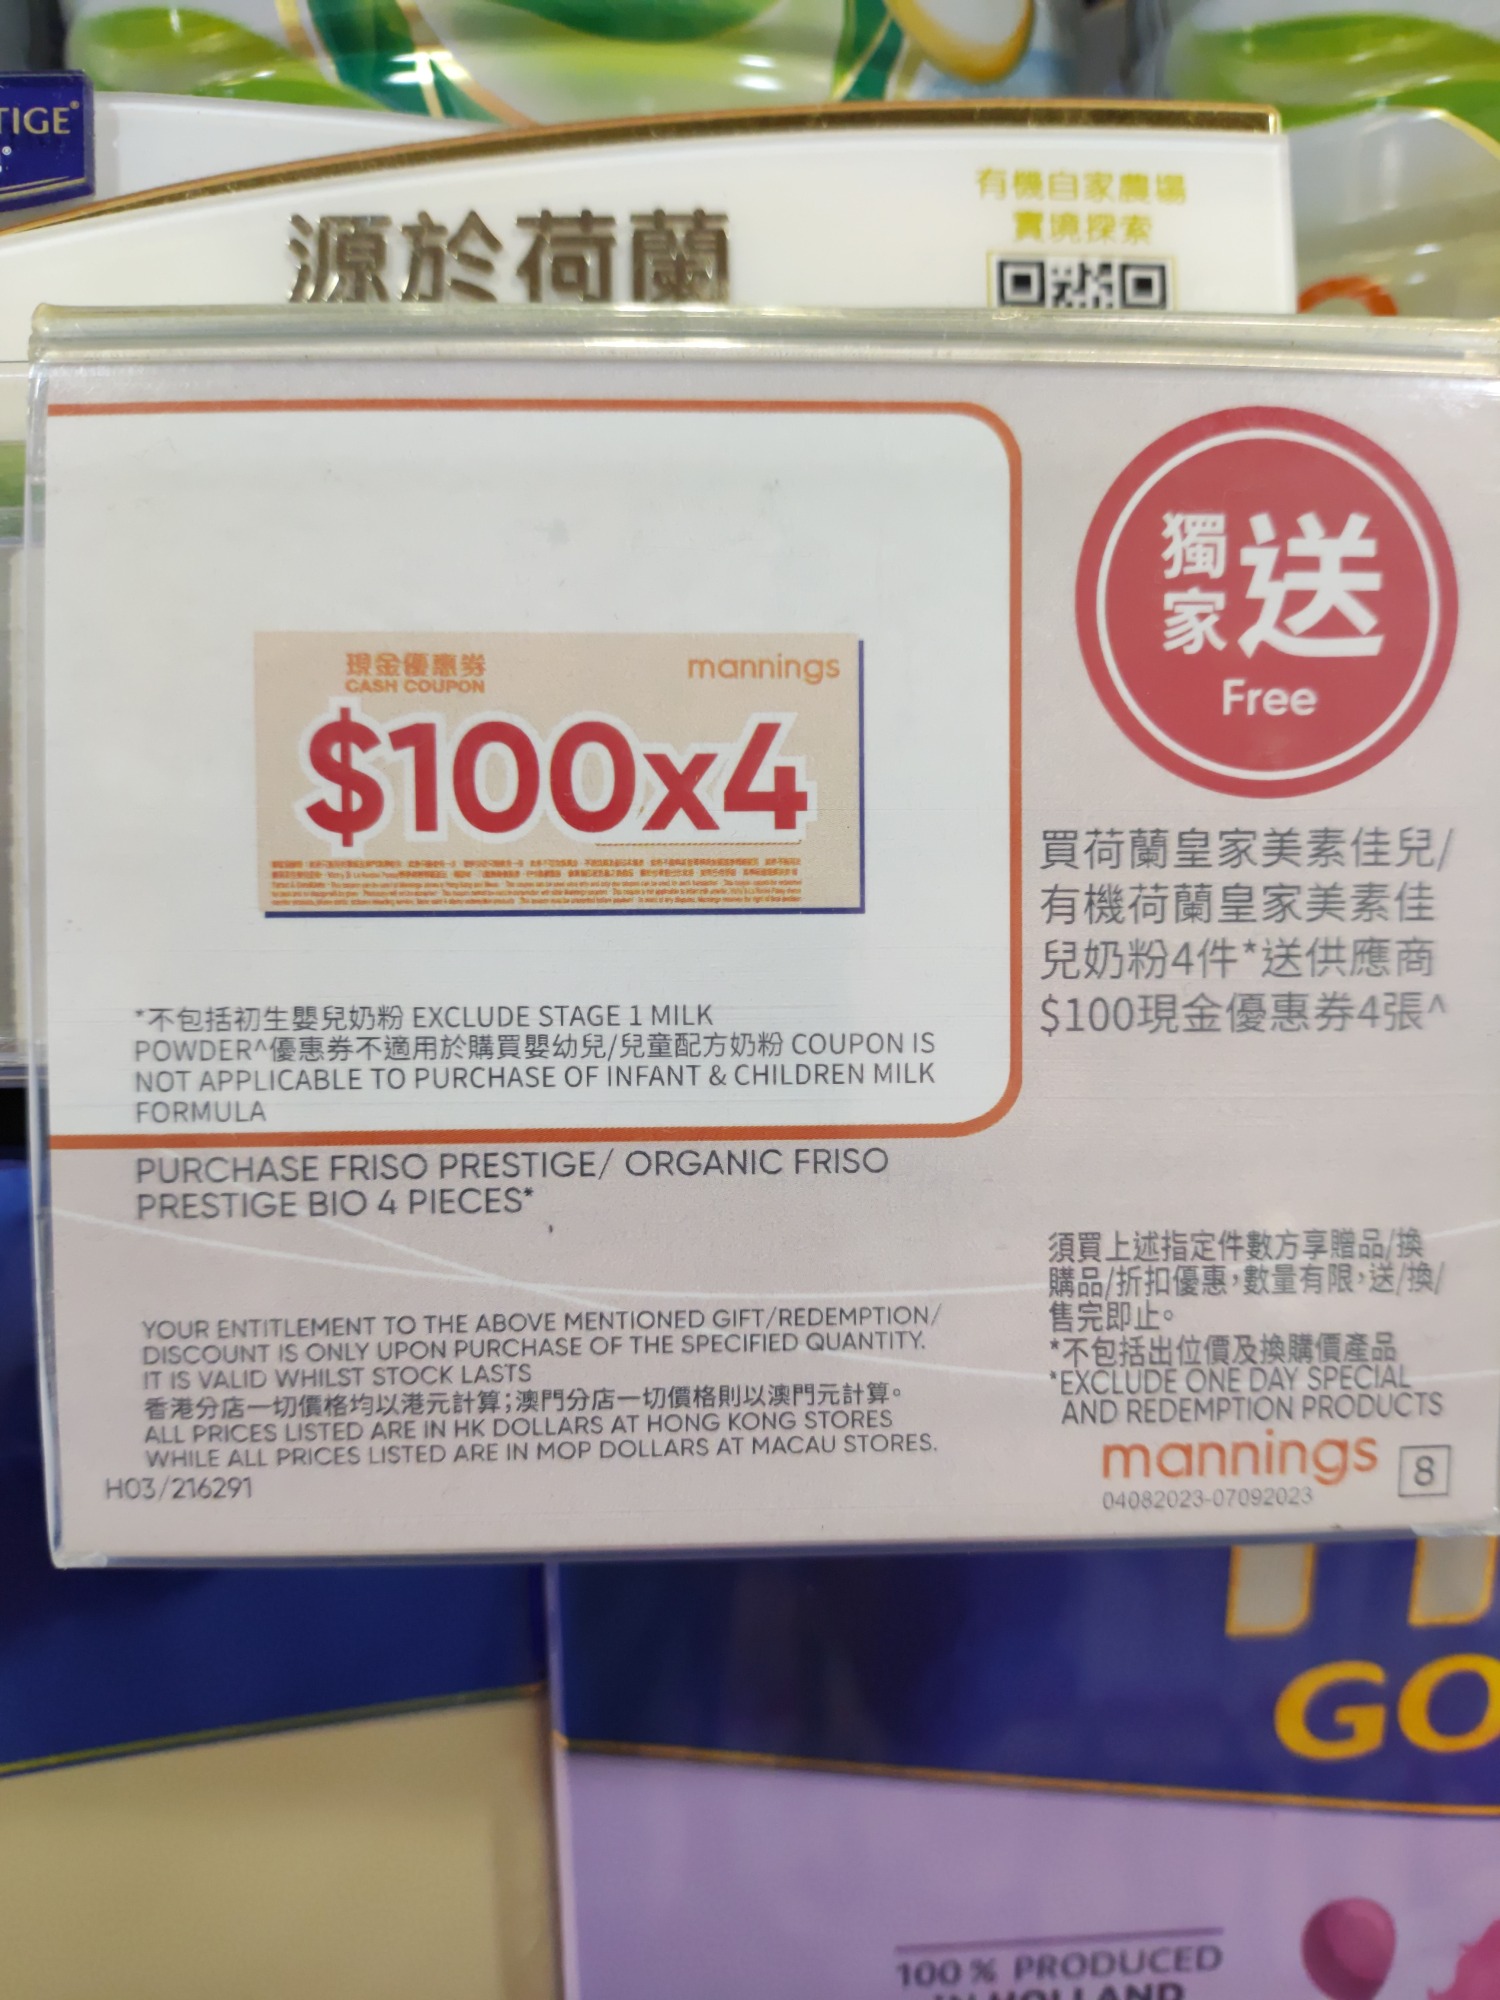 TIGE®
源於荷蘭
有機自家農場
實境探索
獨家送
Free
現金優惠券
CASH COUPON
mannings
$100x4
買荷蘭皇家美素佳兒/
有機荷蘭皇家美素佳
兒奶粉4件*送供應商
$100現金優惠券4張^
*不包括初生嬰兒奶粉 EXCLUDE STAGE 1 MILK
POWDER^優惠券不適用於購買嬰幼兒/兒童配方奶粉 COUPON IS
NOT APPLICABLE TO PURCHASE OF INFANT & CHILDREN MILK
FORMULA
PURCHASE FRISO PRESTIGE/ ORGANIC FRISO
PRESTIGE BIO 4 PIECES*
YOUR ENTITLEMENT TO THE ABOVE MENTIONED GIFT/REDEMPTION/
DISCOUNT IS ONLY UPON PURCHASE OF THE SPECIFIED QUANTITY.
IT IS VALID WHILST STOCK LASTS
香港分店一切價格均以港元計算;澳門分店一切價格則以澳門元計算。
ALL PRICES LISTED ARE IN HK DOLLARS AT HONG KONG STORES
WHILE ALL PRICES LISTED ARE IN MOP DOLLARS AT MACAU STORES.
H03/216291
須買上述指定件數方享贈品/換
購品/折扣優惠,數量有限,送/換/
售完即止。
*不包括出位價及換購價產品
*EXCLUDE ONE DAY SPECIAL
AND REDEMPTION PRODUCTS
mannings 8
04082023-07092023
GO
100% PRODUCED
IN HOLLAND